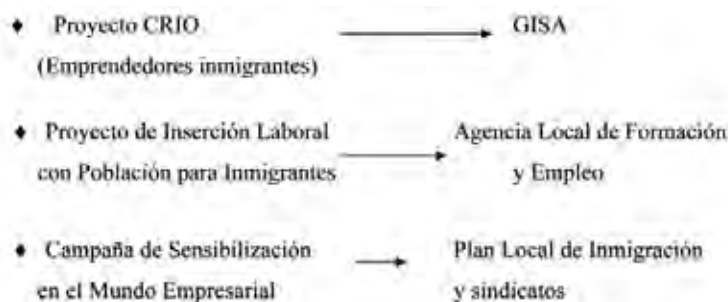 ♦ Proyecto CRIO → GISA
(Emprendedores inmigrantes)
♦ Proyecto de Inserción Laboral → Agencia Local de Formación
con Población para Inmigrantes y Empleo
♦ Campaña de Sensibilización → Plan Local de Inmigración
en el Mundo Empresarial y sindicatos